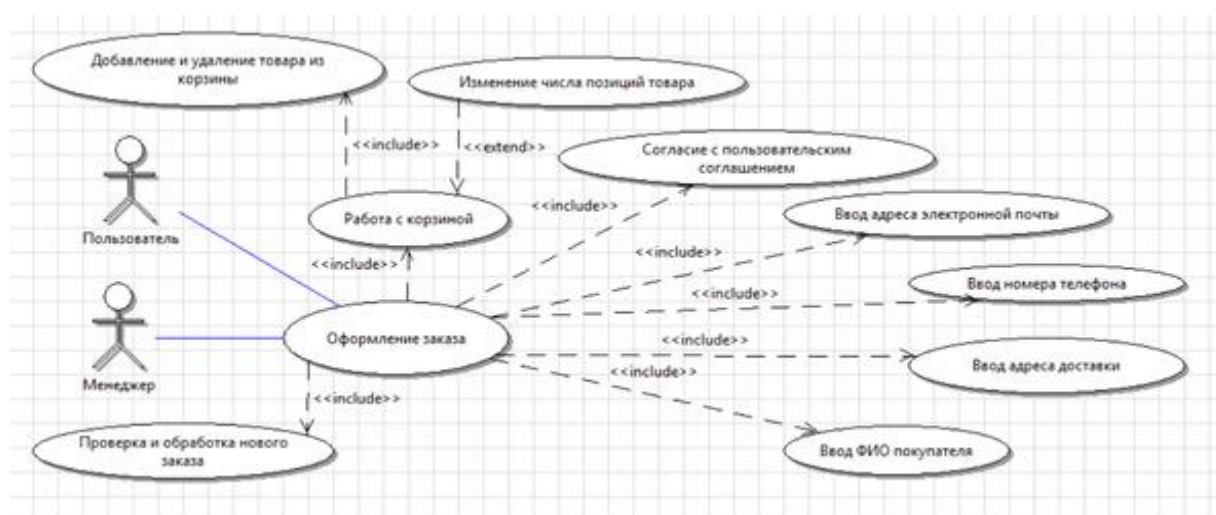 Добавление и удаление товара из
корзины
Изменение числа позиций товара
<<include>>
<<extend>>
Согласие с пользовательским
соглашением
Пользователь
Работа с корзиной
<<include>>
Ввод адреса электронной почты
<<include>>
<<include>>
Ввод номера телефона
<<include>>
Менеджер
Оформление заказа
<<include>>
Ввод адреса доставки
<<include>>
<<include>>
Проверка и обработка нового
заказа
Ввод ФИО покупателя